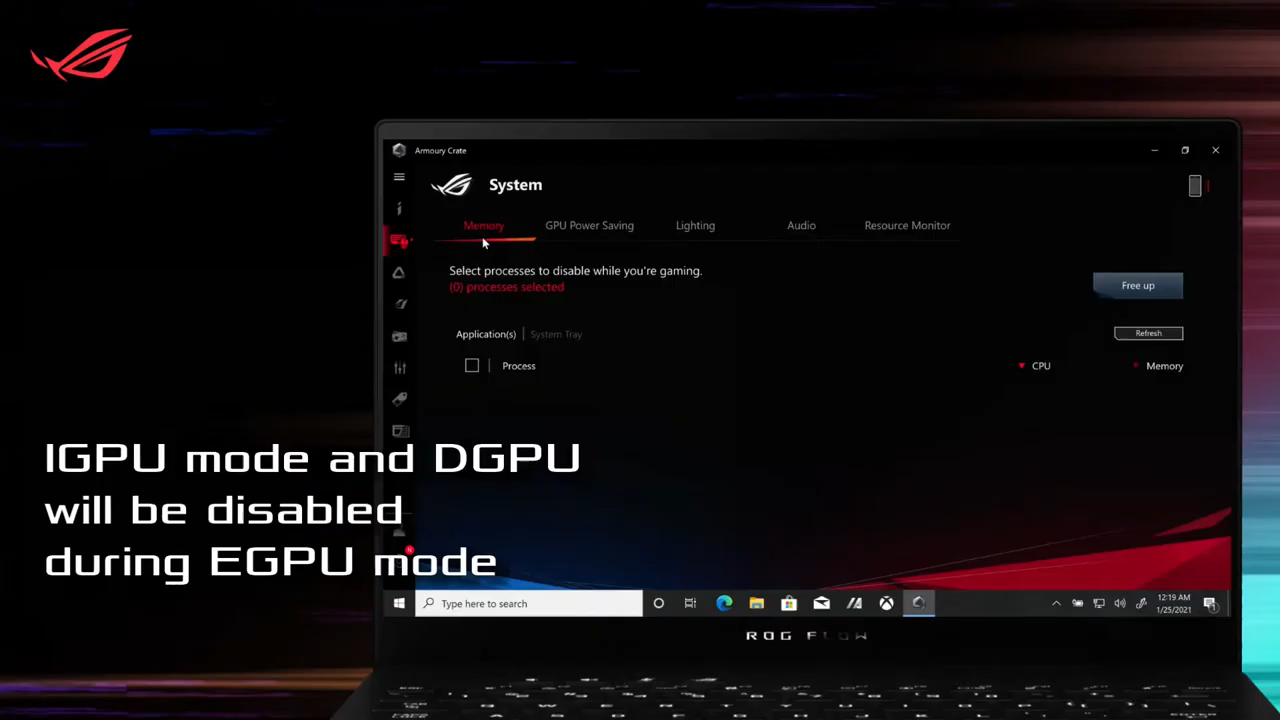 Armoury Crate
System
Memory
GPU Power Saving
Lighting
Audio
Resource Monitor
Select processes to disable while you're gaming.
(0) processes selected
Free up
Application(s)
System Tray
Refresh
Process
CPU
Memory
IGPU mode and DGPU
will be disabled
during EGPU mode
Type here to search
12:19 AM
1/25/2021
ROG FLOW